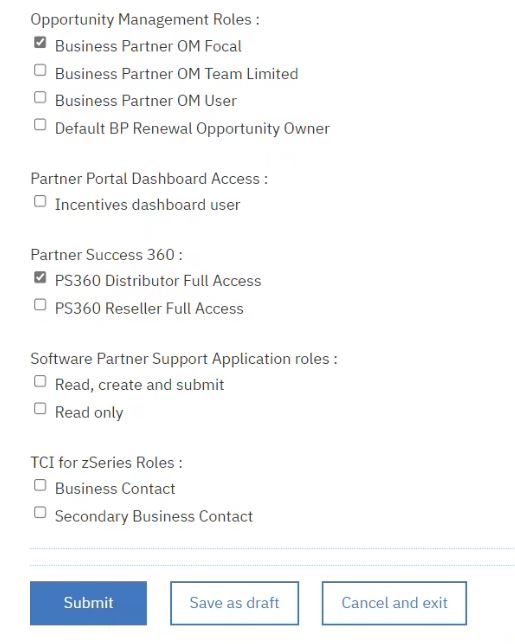 Opportunity Management Roles :
Business Partner OM Focal
Business Partner OM Team Limited
Business Partner OM User
Default BP Renewal Opportunity Owner
Partner Portal Dashboard Access :
Incentives dashboard user
Partner Success 360 :
PS360 Distributor Full Access
PS360 Reseller Full Access
Software Partner Support Application roles :
Read, create and submit
Read only
TCI for zSeries Roles :
Business Contact
Secondary Business Contact
Submit Save as draft Cancel and exit